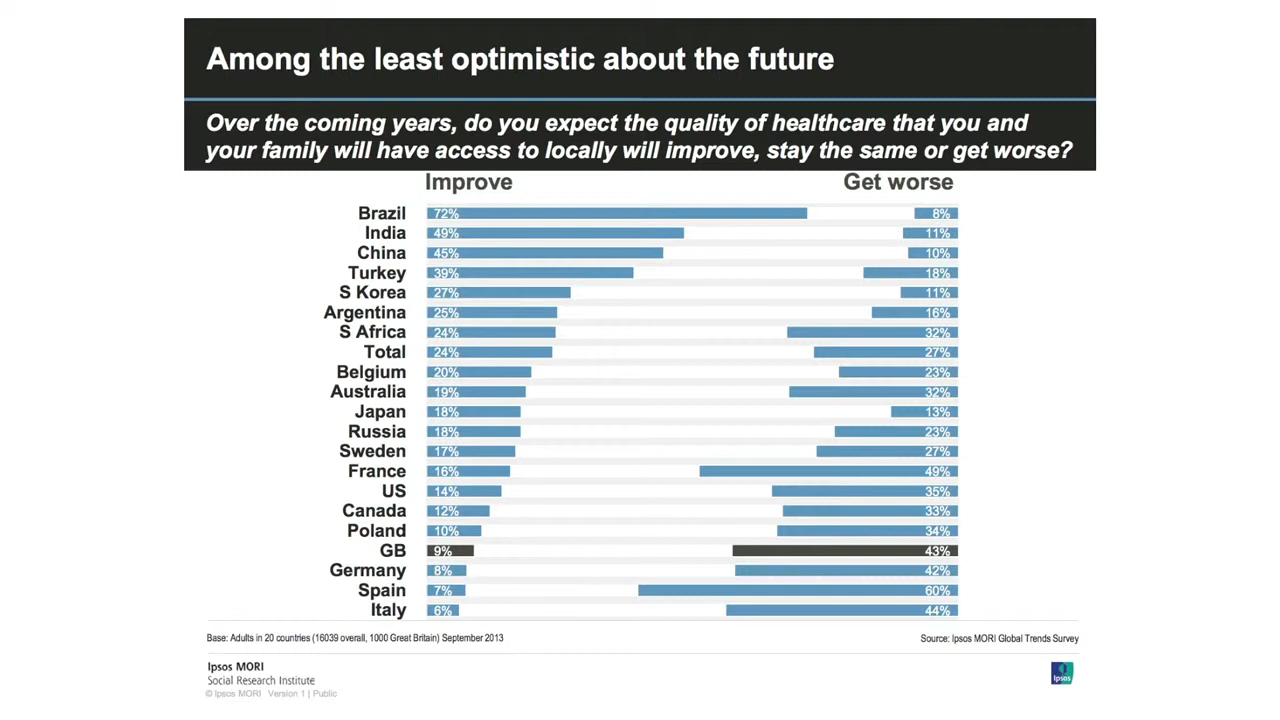 Among the least optimistic about the future
Over the coming years, do you expect the quality of healthcare that you and
your family will have access to locally will improve, stay the same or get worse?
Improve Get worse
Brazil 72% 8%
India 49% 11%
China 45% 10%
Turkey 39% 18%
S Korea 27% 11%
Argentina 25% 16%
S Africa 24% 32%
Total 24% 27%
Belgium 20% 23%
Australia 19% 32%
Japan 18% 13%
Russia 18% 23%
Sweden 17% 27%
France 16% 49%
US 14% 35%
Canada 12% 33%
Poland 10% 34%
GB 9% 43%
Germany 8% 42%
Spain 7% 60%
Italy 6% 44%
Base: Adults in 20 countries (16039 overall, 1000 Great Britain) September 2013
Source: Ipsos MORI Global Trends Survey
Ipsos MORI
Social Research Institute
© Ipsos MORI Version 1 | Public
Ipsos